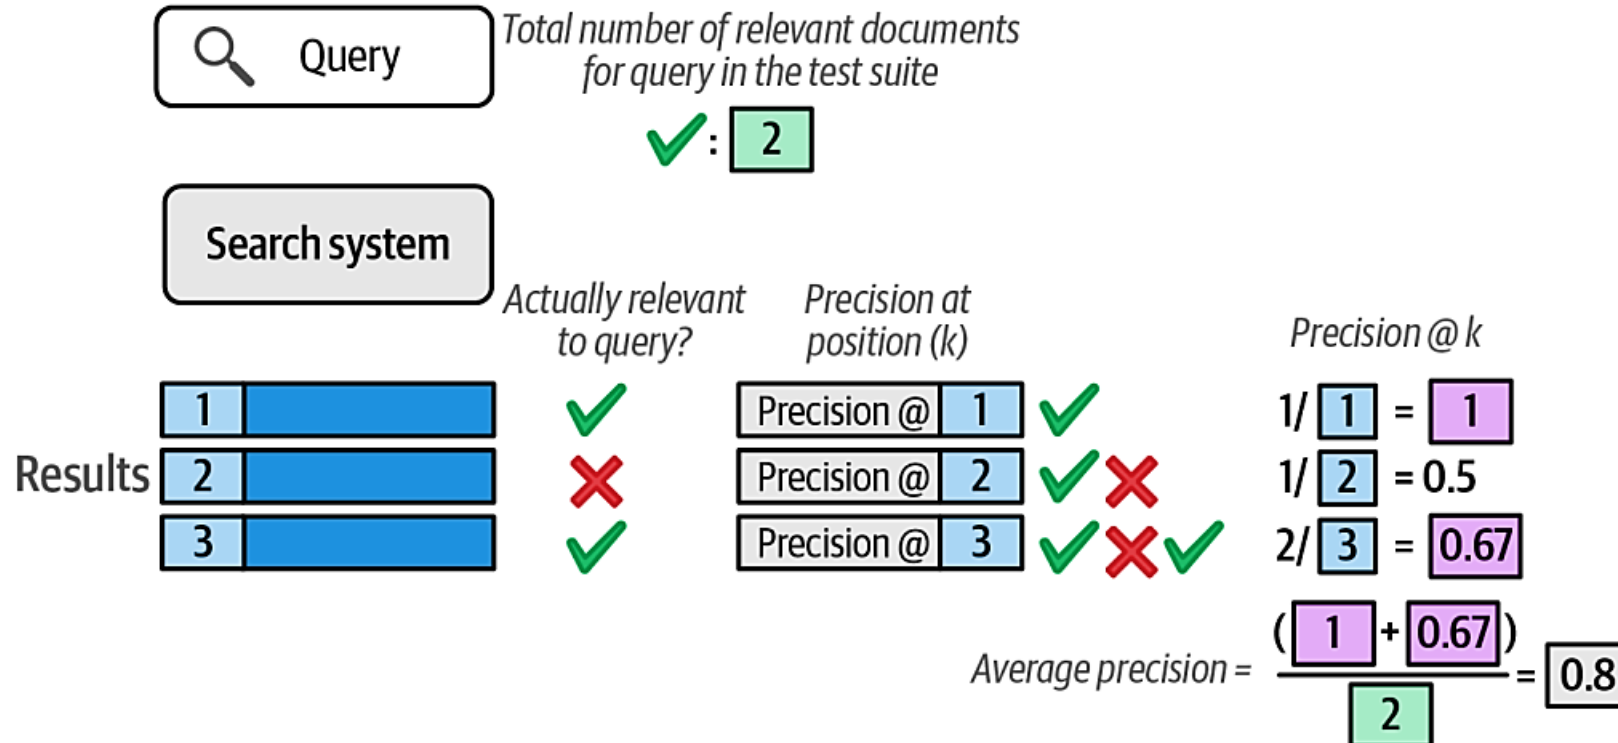 Query
Total number of relevant documents
for query in the test suite
: 2
Search system
Actually relevant
to query?
Precision at
position (k)
Precision @ k
Results
1
Precision @ 1
1/ 1 = 1
2
Precision @ 2
1/ 2 = 0.5
3
Precision @ 3
2/ 3 = 0.67
Average precision =
( 1 + 0.67 )
2
= 0.8